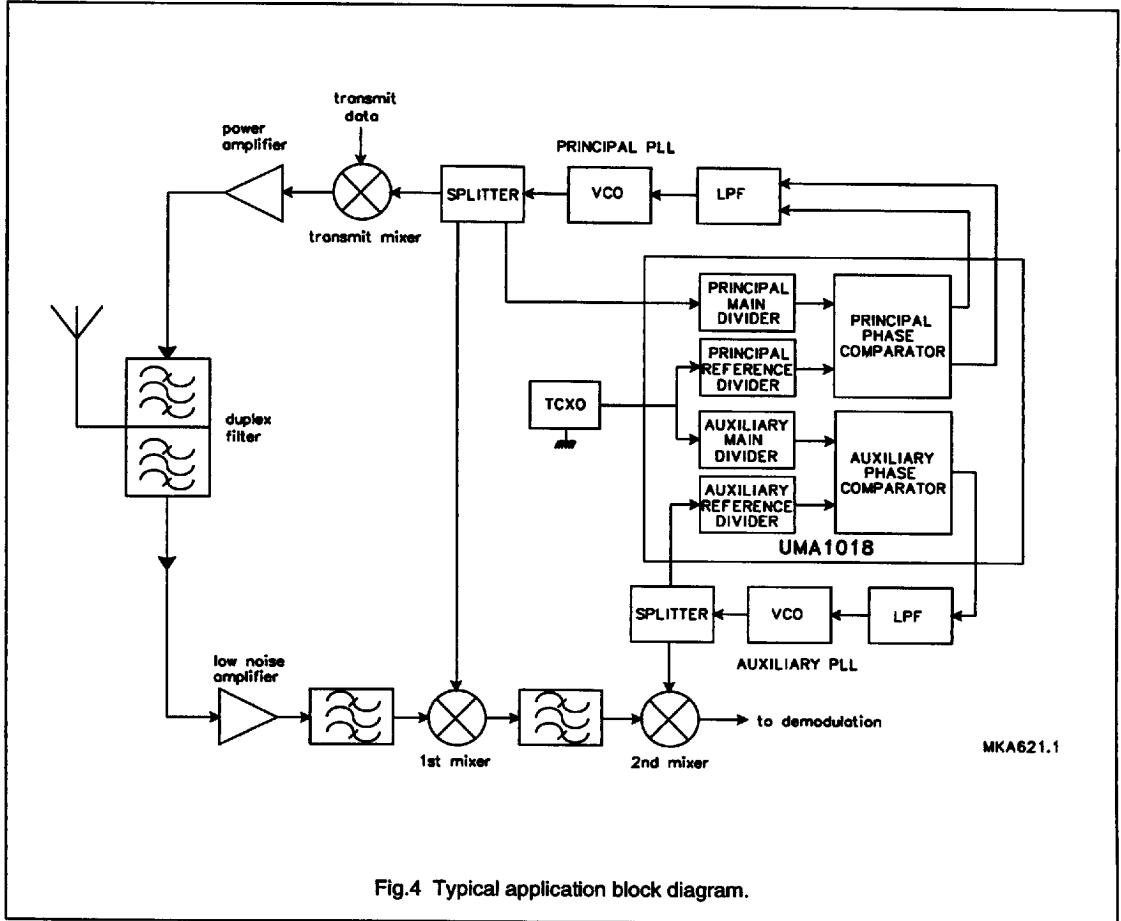 transmit
data
power
amplifier
PRINCIPAL PLL
SPLITTER
VCO
LPF
transmit mixer
PRINCIPAL
MAIN
DIVIDER
PRINCIPAL
PHASE
COMPARATOR
PRINCIPAL
REFERENCE
DIVIDER
TCXO
duplex
filter
AUXILIARY
MAIN
DIVIDER
AUXILIARY
PHASE
COMPARATOR
AUXILIARY
REFERENCE
DIVIDER
UMA1018
SPLITTER
VCO
LPF
AUXILIARY PLL
low noise
amplifier
to demodulation
1st mixer
2nd mixer
MKA621.1
Fig.4 Typical application block diagram.